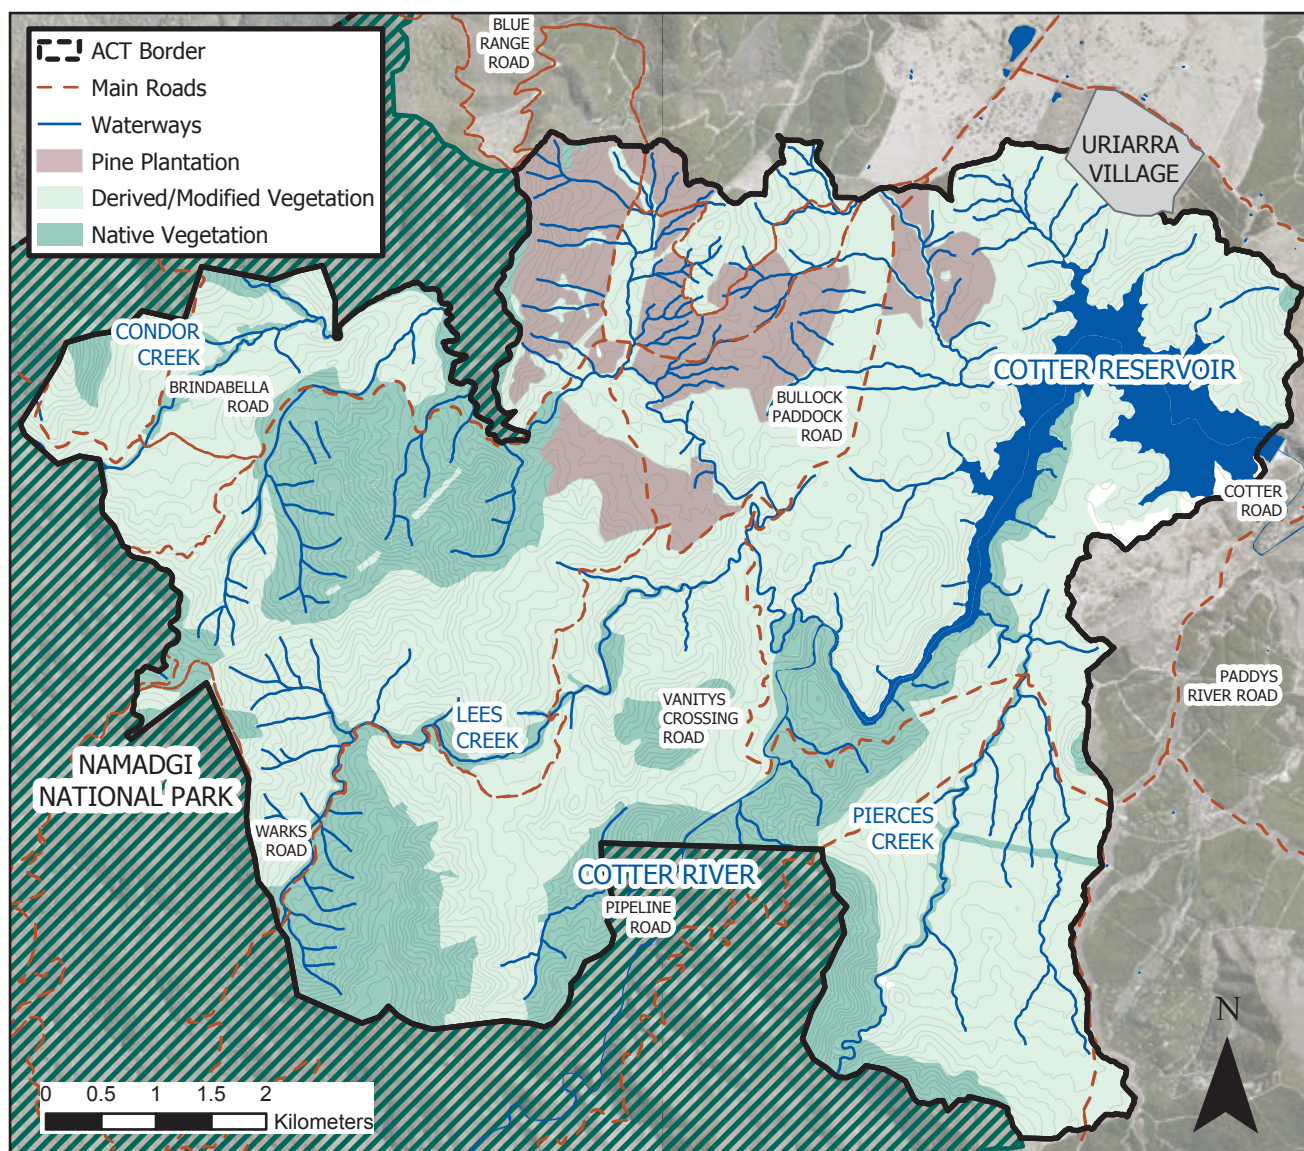 BLUE
RANGE
ROAD
ACT Border
Main Roads
Waterways
Pine Plantation
Derived/Modified Vegetation
Native Vegetation
URIARRA
VILLAGE
CONDOR
CREEK
BRINDABELLA
ROAD
COTTER RESERVOIR
BULLOCK
PADDOCK
ROAD
COTTER
ROAD
PADDYS
RIVER ROAD
VANITYS
CROSSING
ROAD
LEES
CREEK
NAMADGI
NATIONAL PARK
WARKS
ROAD
PIERCES
CREEK
COTTER RIVER
PIPELINE
ROAD
N
0 0.5 1 1.5 2
Kilometers